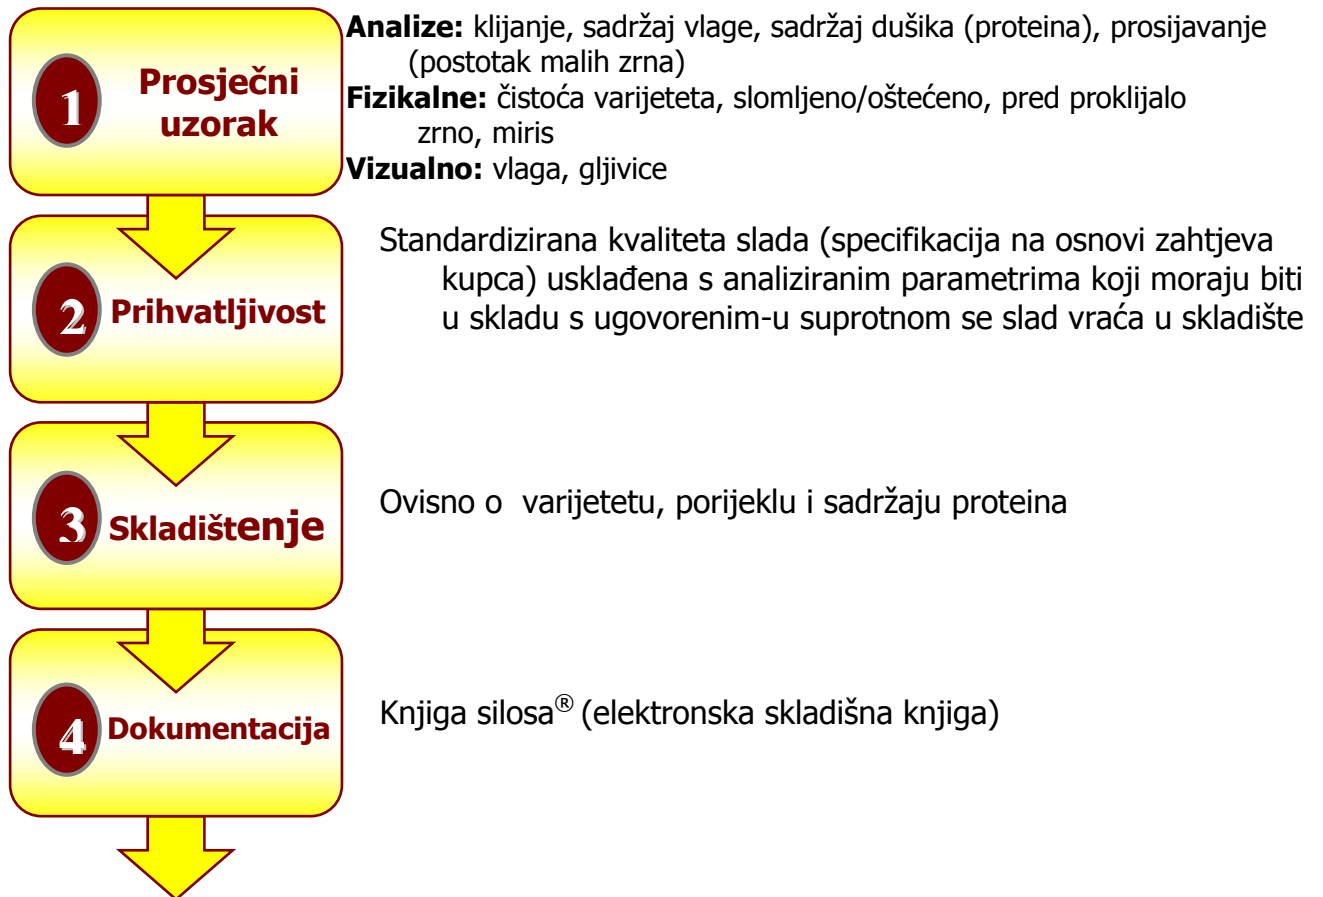 1
Prosječni
uzorak
Analize: klijanje, sadržaj vlage, sadržaj dušika (proteina), prosijavanje
(postotak malih zrna)
Fizikalne: čistoća varijeteta, slomljeno/oštećeno, pred proklijalo
zrno, miris
Vizualno: vlaga, gljivice
2
Prihvatljivost
Standardizirana kvaliteta slada (specifikacija na osnovi zahtjeva
kupca) usklađena s analiziranim parametrima koji moraju biti
u skladu s ugovorenim-u suprotnom se slad vraća u skladište
3
Skladištenje
Ovisno o varijetetu, porijeklu i sadržaju proteina
4
Dokumentacija
Knjiga silosa® (elektronska skladišna knjiga)